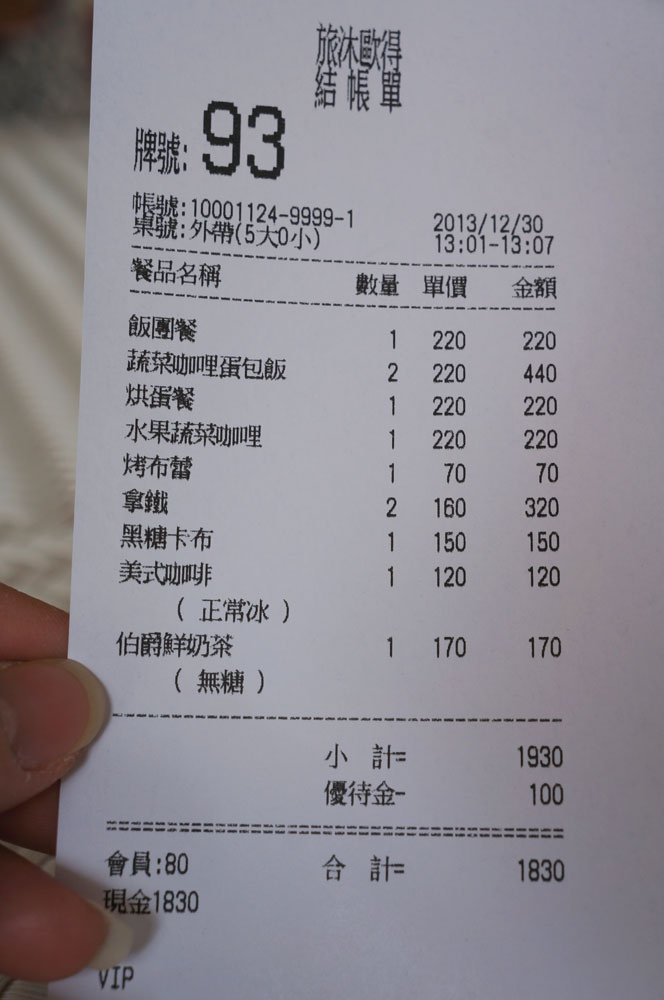 旅沐歐得
結帳單
牌號: 93
帳號:10001124-9999-1
桌號:外帶(5大0小) 2013/12/30
13:01-13:07
餐品名稱 數量 單價 金額
飯團餐 1 220 220
蔬菜咖哩蛋包飯 2 220 440
烘蛋餐 1 220 220
水果蔬菜咖哩 1 220 220
烤布蕾 1 70 70
拿鐵 2 160 320
黑糖卡布 1 150 150
美式咖啡 1 120 120
( 正常冰 )
伯爵鮮奶茶 1 170 170
( 無糖 )
小 計= 1930
優待金- 100
會員:80 合 計= 1830
現金1830
VIP